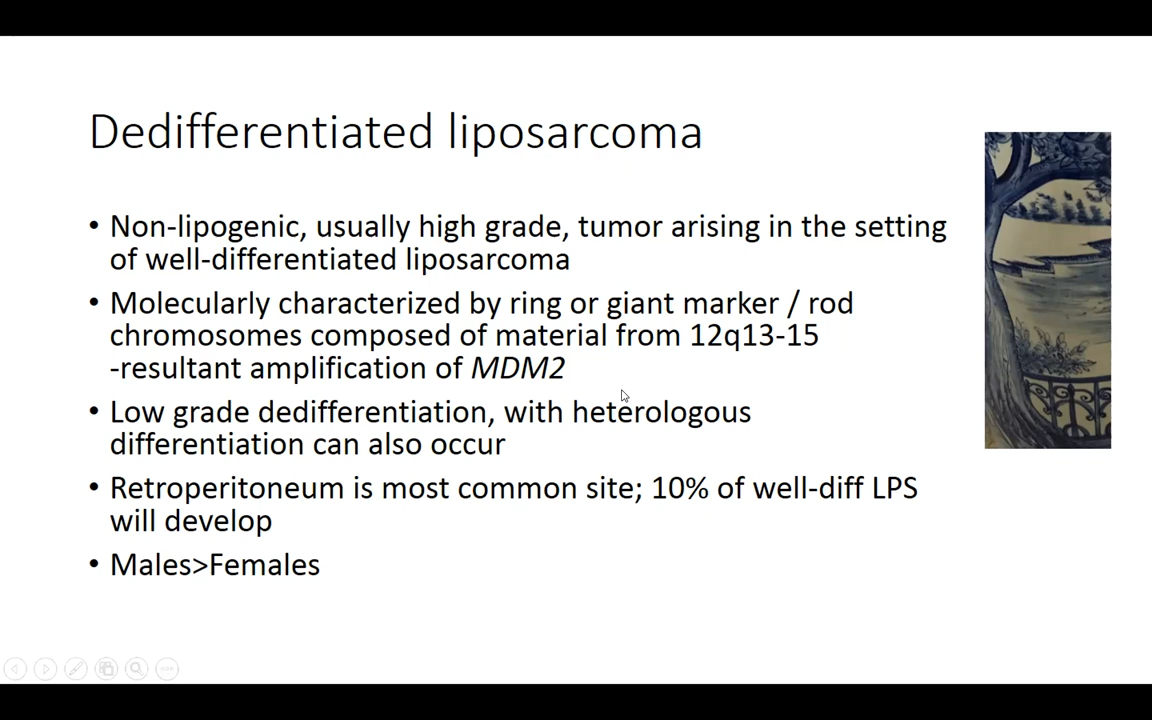 Dedifferentiated liposarcoma
• Non-lipogenic, usually high grade, tumor arising in the setting
of well-differentiated liposarcoma
• Molecularly characterized by ring or giant marker / rod
chromosomes composed of material from 12q13-15
-resultant amplification of MDM2
• Low grade dedifferentiation, with heterologous
differentiation can also occur
• Retroperitoneum is most common site; 10% of well-diff LPS
will develop
• Males>Females